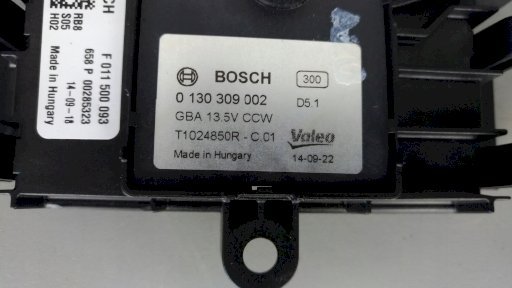 BOSCH
300
0 130 309 002
D5.1
GBA 13.5V CCW
T1024850R - C.01
Valeo
Made in Hungary
14-09-22
CH
F 011 500 093
RB8
S05
H02
658 P 00285323
14-09-18
Made in Hungary